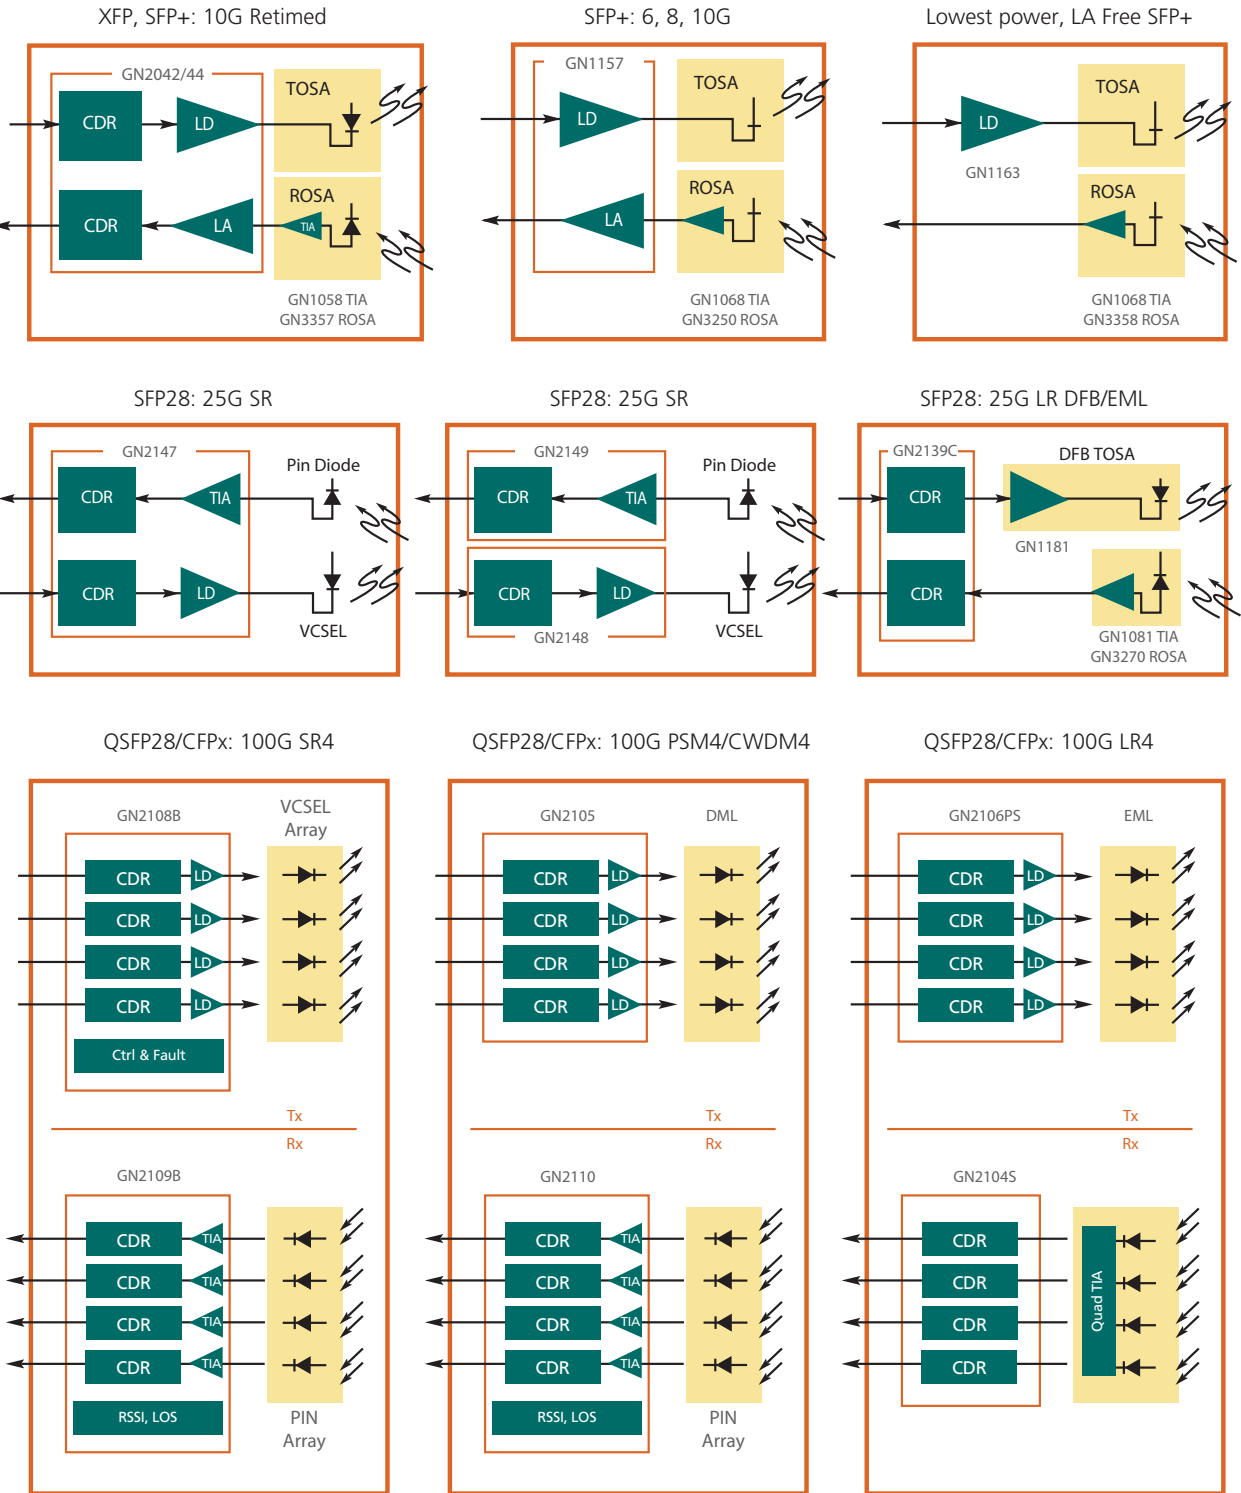 XFP, SFP+: 10G Retimed
GN2042/44
TOSA
CDR
LD
ROSA
CDR
LA
TIA
GN1058 TIA
GN3357 ROSA
SFP+: 6, 8, 10G
GN1157
TOSA
LD
ROSA
LA
GN1068 TIA
GN3250 ROSA
Lowest power, LA Free SFP+
TOSA
LD
GN1163
ROSA
GN1068 TIA
GN3358 ROSA
SFP28: 25G SR
GN2147
Pin Diode
CDR
TIA
CDR
LD
VCSEL
SFP28: 25G SR
GN2149
Pin Diode
CDR
TIA
CDR
LD
GN2148
VCSEL
SFP28: 25G LR DFB/EML
GN2139C
DFB TOSA
CDR
GN1181
CDR
GN1081 TIA
GN3270 ROSA
QSFP28/CFPx: 100G SR4
GN2108B
VCSEL
Array
CDR
LD
CDR
LD
CDR
LD
CDR
LD
Ctrl & Fault
Tx
Rx
GN2109B
CDR
TIA
CDR
TIA
CDR
TIA
CDR
TIA
RSSI, LOS
PIN
Array
QSFP28/CFPx: 100G PSM4/CWDM4
GN2105
DML
CDR
LD
CDR
LD
CDR
LD
CDR
LD
Tx
Rx
GN2110
CDR
TIA
CDR
TIA
CDR
TIA
CDR
TIA
RSSI, LOS
PIN
Array
QSFP28/CFPx: 100G LR4
GN2106PS
EML
CDR
LD
CDR
LD
CDR
LD
CDR
LD
Tx
Rx
GN2104S
CDR
CDR
CDR
CDR
Quad TIA